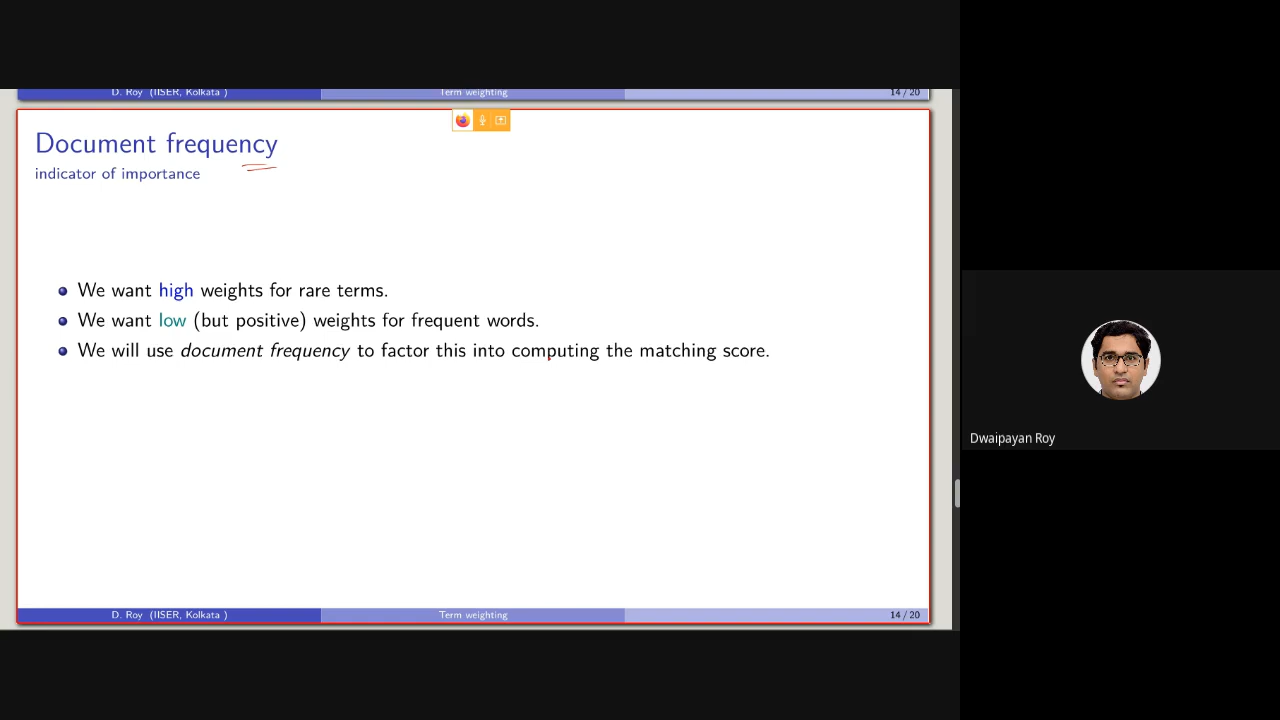 D. Roy (IISER, Kolkata ) Term weighting 14 / 20
Document frequency
indicator of importance
We want high weights for rare terms.
We want low (but positive) weights for frequent words.
We will use document frequency to factor this into computing the matching score.
Dwaipayan Roy
D. Roy (IISER, Kolkata ) Term weighting 14 / 20